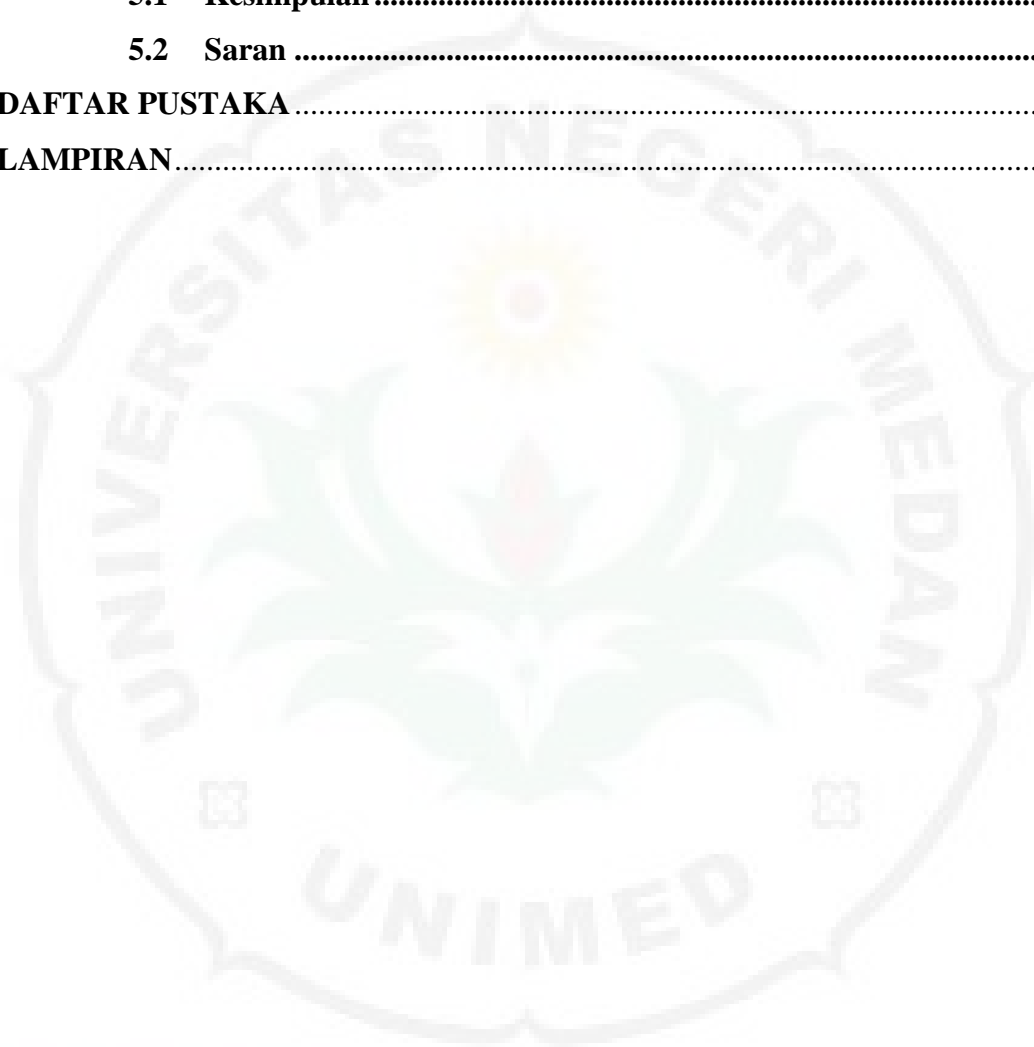 5.1 Kesimpulan........................................................................
5.2 Saran ........................................................................
DAFTAR PUSTAKA........................................................................
LAMPIRAN........................................................................
UNIVERSITAS NEGERI MEDAN
UNIMED